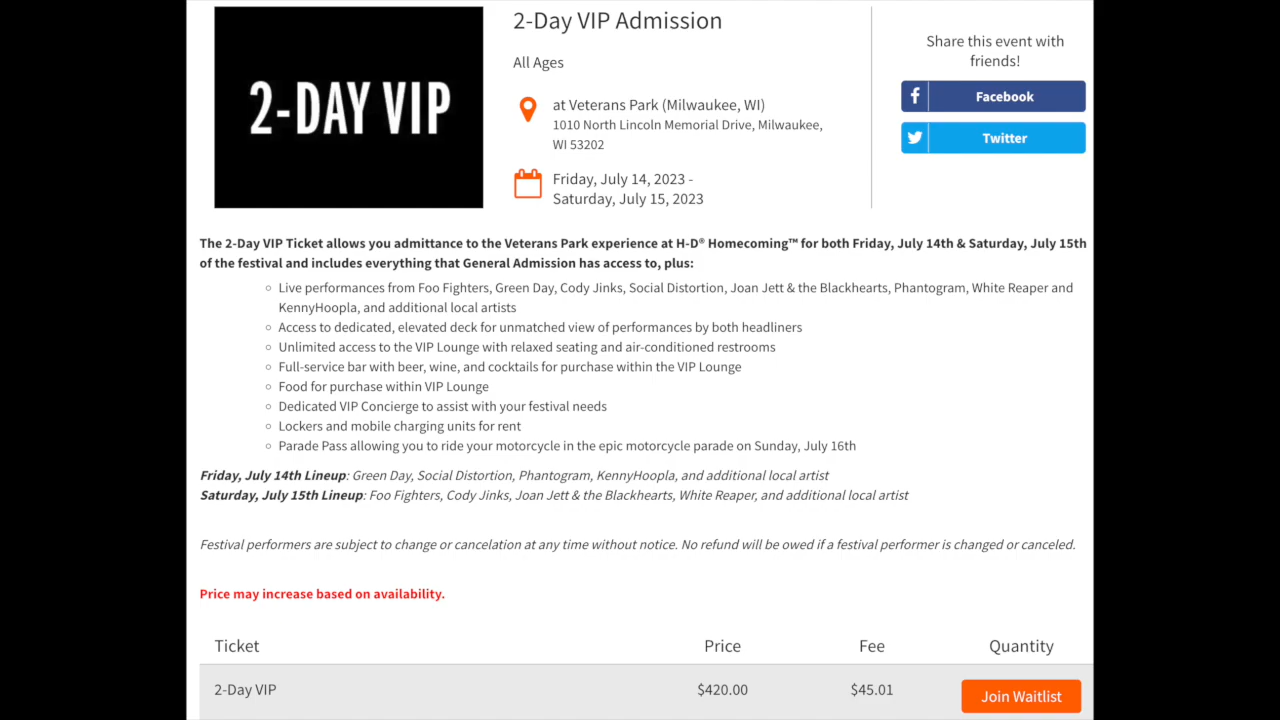 2-DAY VIP
2-Day VIP Admission
All Ages
at Veterans Park (Milwaukee, WI)
1010 North Lincoln Memorial Drive, Milwaukee,
WI 53202
Friday, July 14, 2023 -
Saturday, July 15, 2023
Share this event with
friends!
Facebook
Twitter
The 2-Day VIP Ticket allows you admittance to the Veterans Park experience at H-D® Homecoming™ for both Friday, July 14th & Saturday, July 15th
of the festival and includes everything that General Admission has access to, plus:
Live performances from Foo Fighters, Green Day, Cody Jinks, Social Distortion, Joan Jett & the Blackhearts, Phantogram, White Reaper and
KennyHoopla, and additional local artists
Access to dedicated, elevated deck for unmatched view of performances by both headliners
Unlimited access to the VIP Lounge with relaxed seating and air-conditioned restrooms
Full-service bar with beer, wine, and cocktails for purchase within the VIP Lounge
Food for purchase within VIP Lounge
Dedicated VIP Concierge to assist with your festival needs
Lockers and mobile charging units for rent
Parade Pass allowing you to ride your motorcycle in the epic motorcycle parade on Sunday, July 16th
Friday, July 14th Lineup: Green Day, Social Distortion, Phantogram, KennyHoopla, and additional local artist
Saturday, July 15th Lineup: Foo Fighters, Cody Jinks, Joan Jett & the Blackhearts, White Reaper, and additional local artist
Festival performers are subject to change or cancelation at any time without notice. No refund will be owed if a festival performer is changed or canceled.
Price may increase based on availability.
Ticket Price Fee Quantity
2-Day VIP $420.00 $45.01 Join Waitlist